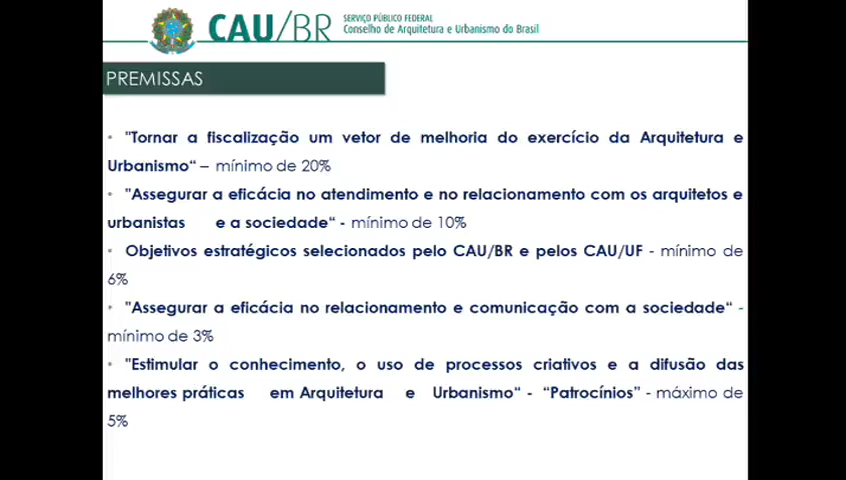 CAU/BR
SERVIÇO PÚBLICO FEDERAL
Conselho de Arquitetura e Urbanismo do Brasil
PREMISSAS
• "Tornar a fiscalização um vetor de melhoria do exercício da Arquitetura e
Urbanismo“ – mínimo de 20%
• "Assegurar a eficácia no atendimento e no relacionamento com os arquitetos e
urbanistas e a sociedade“ - mínimo de 10%
• Objetivos estratégicos selecionados pelo CAU/BR e pelos CAU/UF - mínimo de
6%
• "Assegurar a eficácia no relacionamento e comunicação com a sociedade“ -
mínimo de 3%
• "Estimular o conhecimento, o uso de processos criativos e a difusão das
melhores práticas em Arquitetura e Urbanismo“ - “Patrocínios” - máximo de
5%